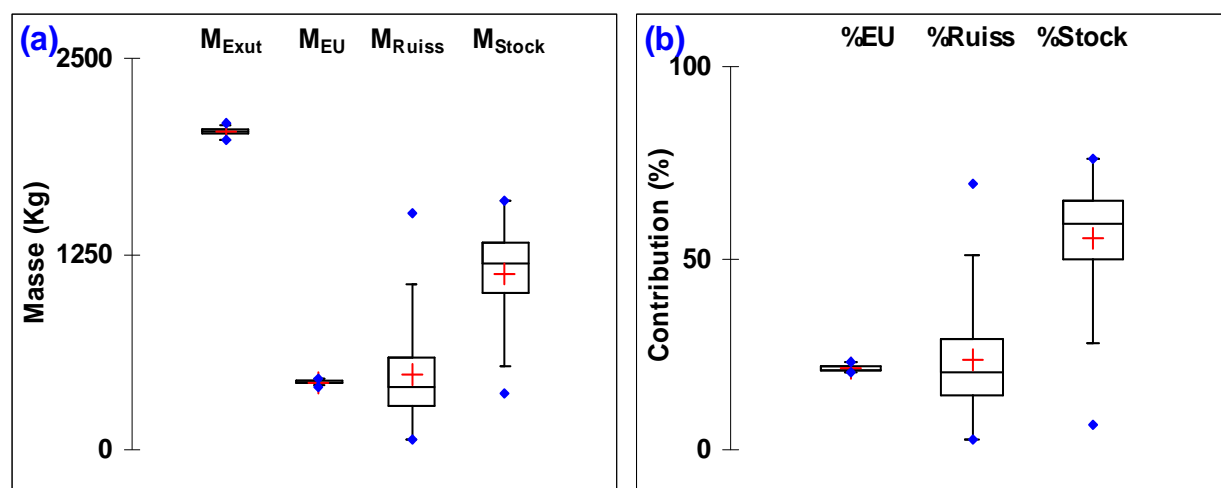 (a) M_Exut M_EU M_Ruiss M_Stock
2500
1250
0
Masse (Kg)
(b) %EU %Ruiss %Stock
100
50
0
Contribution (%)